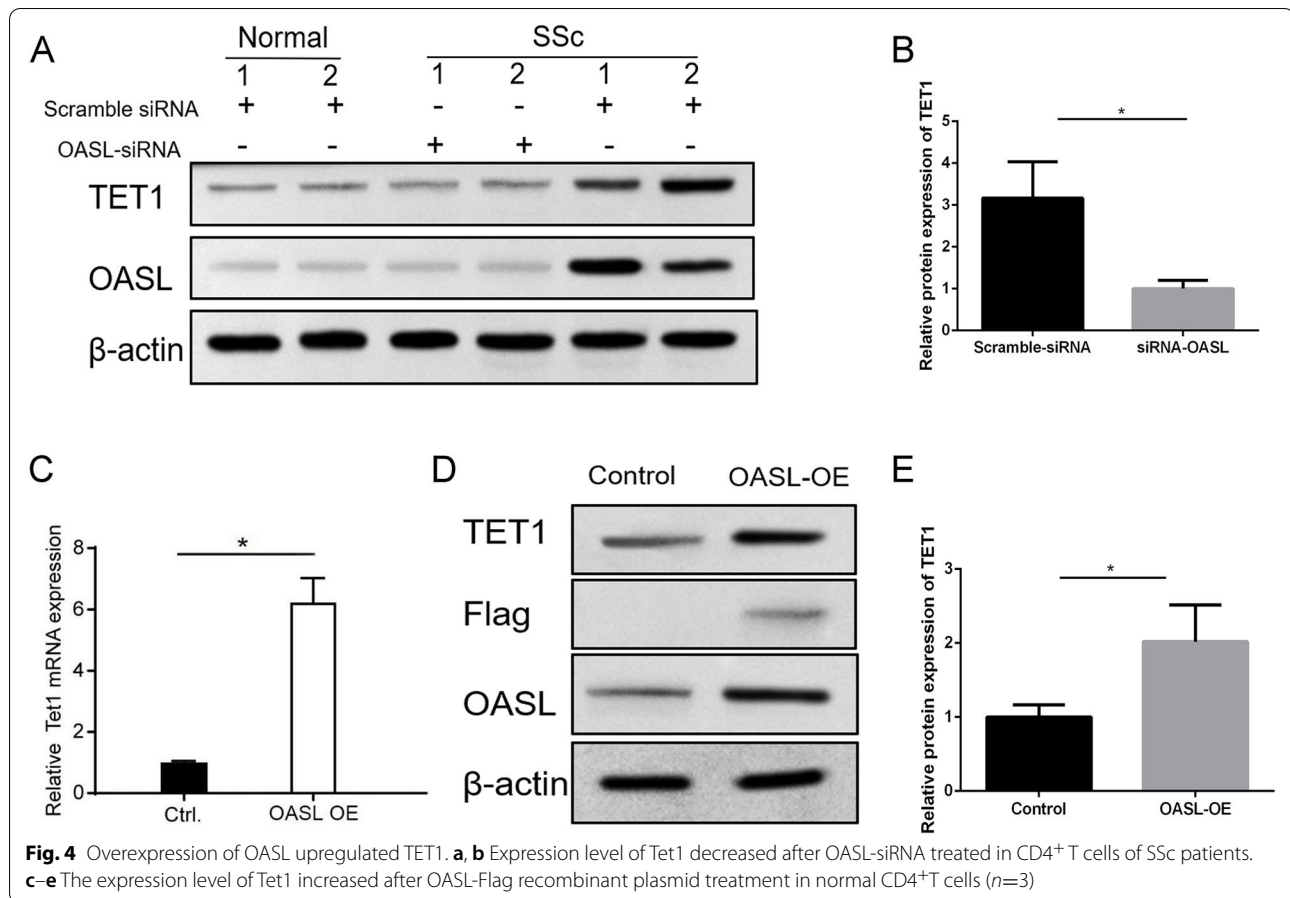 A
Normal SSc
1 2 1 2 1 2
Scramble siRNA + + - - + +
OASL-siRNA - - + + - -
TET1
OASL
β-actin
B
Relative protein expression of TET1
5
4
3
2
1
0
*
Scramble-siRNA siRNA-OASL
C
Relative Tet1 mRNA expression
8
6
4
2
0
*
Ctrl. OASL OE
D
Control OASL-OE
TET1
Flag
OASL
β-actin
E
Relative protein expression of TET1
3
2
1
0
*
Control OASL-OE
Fig. 4 Overexpression of OASL upregulated TET1. a, b Expression level of Tet1 decreased after OASL-siRNA treated in CD4+ T cells of SSc patients.
c–e The expression level of Tet1 increased after OASL-Flag recombinant plasmid treatment in normal CD4+T cells (n=3)